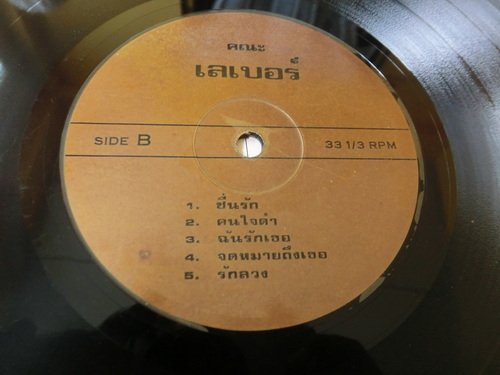 คณะ
เลเบอร์
SIDE B 33 1/3 RPM
1. ชื่นรัก
2. คนใจดำ
3. ฉันรักเธอ
4. จดหมายถึงเธอ
5. รักลวง